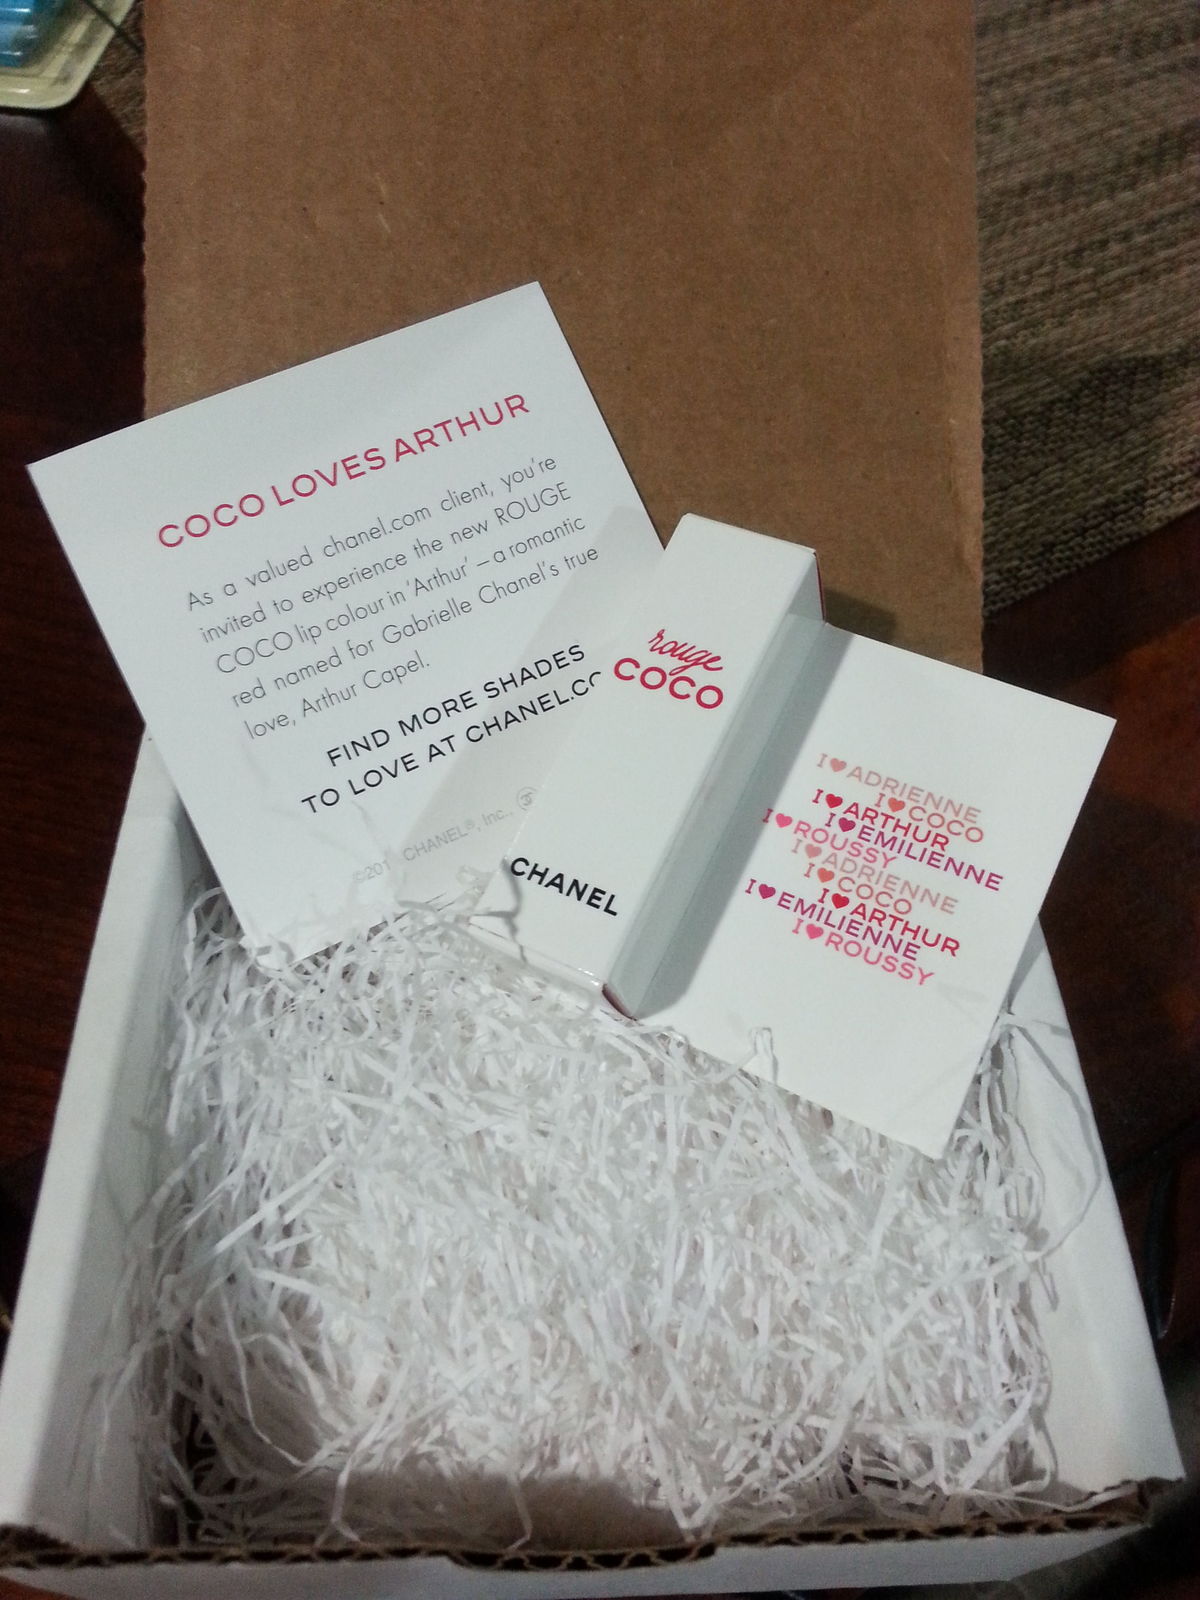 COCO LOVES ARTHUR
As a valued chanel.com client, you're
invited to experience the new ROUGE
COCO lip colour in 'Arthur' – a romantic
red named for Gabrielle Chanel's true
love, Arthur Capel.
FIND MORE SHADES
TO LOVE AT CHANEL.CO
CHANEL®, Inc.,
rouge
COCO
CHANEL
I♥ADRIENNE
I♥COCO
I♥ARTHUR
I♥EMILIENNE
I♥ROUSSY
I♥ADRIENNE
I♥COCO
I♥ARTHUR
I♥EMILIENNE
I♥ROUSSY